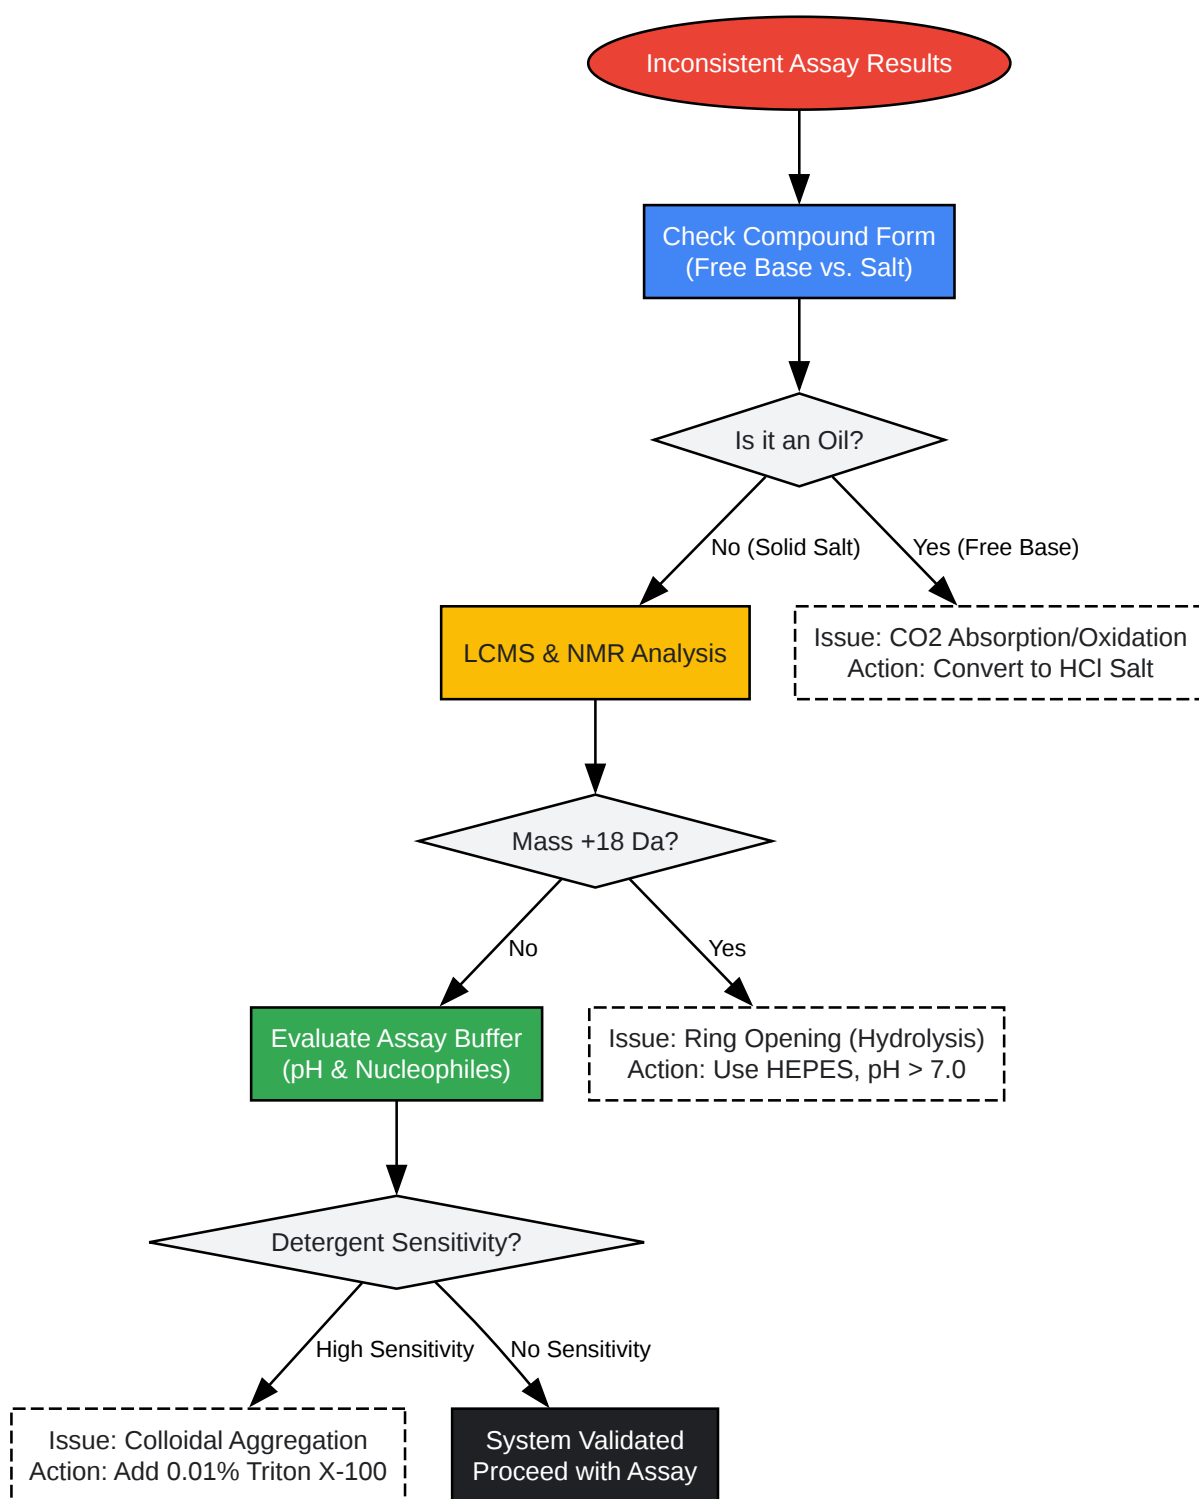 Inconsistent Assay Results
Check Compound Form
(Free Base vs. Salt)
Is it an Oil?
No (Solid Salt)
Yes (Free Base)
LCMS & NMR Analysis
Issue: CO2 Absorption/Oxidation
Action: Convert to HCl Salt
Mass +18 Da?
No
Yes
Evaluate Assay Buffer
(pH & Nucleophiles)
Issue: Ring Opening (Hydrolysis)
Action: Use HEPES, pH > 7.0
Detergent Sensitivity?
High Sensitivity
No Sensitivity
Issue: Colloidal Aggregation
Action: Add 0.01% Triton X-100
System Validated
Proceed with Assay